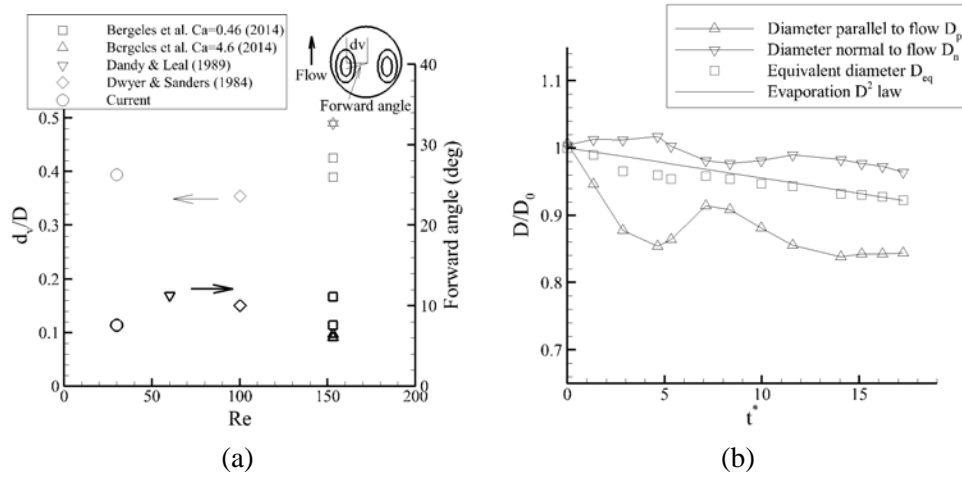 Bergeles et al. Ca=0.46 (2014)
Bergeles et al. Ca=4.6 (2014)
Dandy & Leal (1989)
Dwyer & Sanders (1984)
Current
dv
Flow
Forward angle
0.5
0.4
0.3
0.2
0.1
0
d_v/D
0
50
100
150
200
Re
40
30
20
10
0
Forward angle (deg)
(a)
Diameter parallel to flow D_p
Diameter normal to flow D_n
Equivalent diameter D_eq
Evaporation D² law
1.1
1
0.9
0.8
0.7
D/D₀
0
5
10
15
t*
(b)